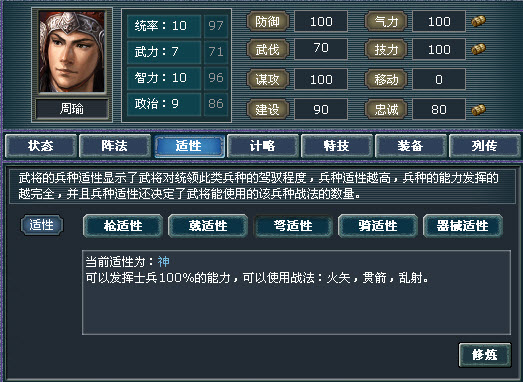 统率：10 97 防御 100 气力 100
武力：7 71 武伐 70 技力 100
智力：10 96 谋攻 100 移动 0
政治：9 86 建设 90 忠诚 80
周瑜
状态 阵法 适性 计略 特技 装备 列传
武将的兵种适性显示了武将对统领此类兵种的驾驭程度，兵种适性越高，兵种的能力发挥的
越完全，并且兵种适性还决定了武将能使用的该兵种战法的数量。
适性 枪适性 戟适性 弩适性 骑适性 器械适性
当前适性为：神
可以发挥士兵100%的能力，可以使用战法：火矢，贯箭，乱射。
修炼